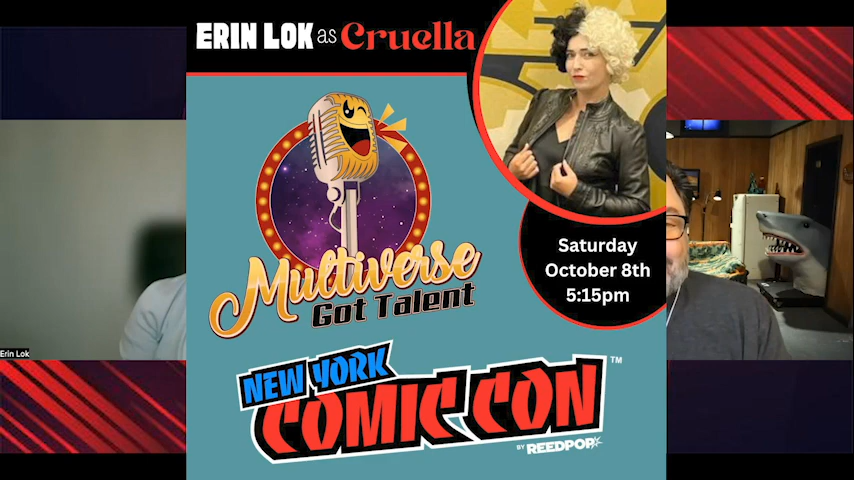 ERIN LOK as Cruella
Saturday
October 8th
5:15pm
Multiverse
Got Talent
Erin Lok
NEW YORK
COMIC CON™
BY REEDPOP